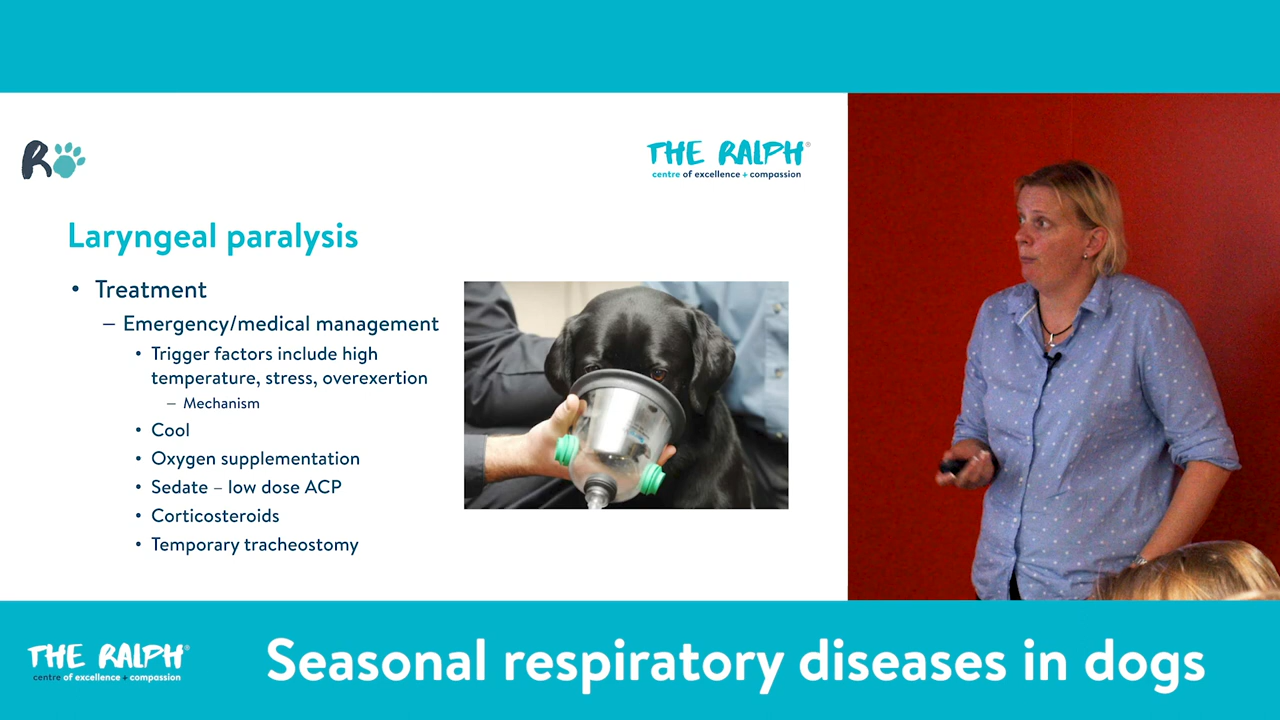 R
THE RALPH®
centre of excellence + compassion
Laryngeal paralysis
• Treatment
– Emergency/medical management
• Trigger factors include high
temperature, stress, overexertion
– Mechanism
• Cool
• Oxygen supplementation
• Sedate – low dose ACP
• Corticosteroids
• Temporary tracheostomy
THE RALPH®
centre of excellence + compassion
Seasonal respiratory diseases in dogs